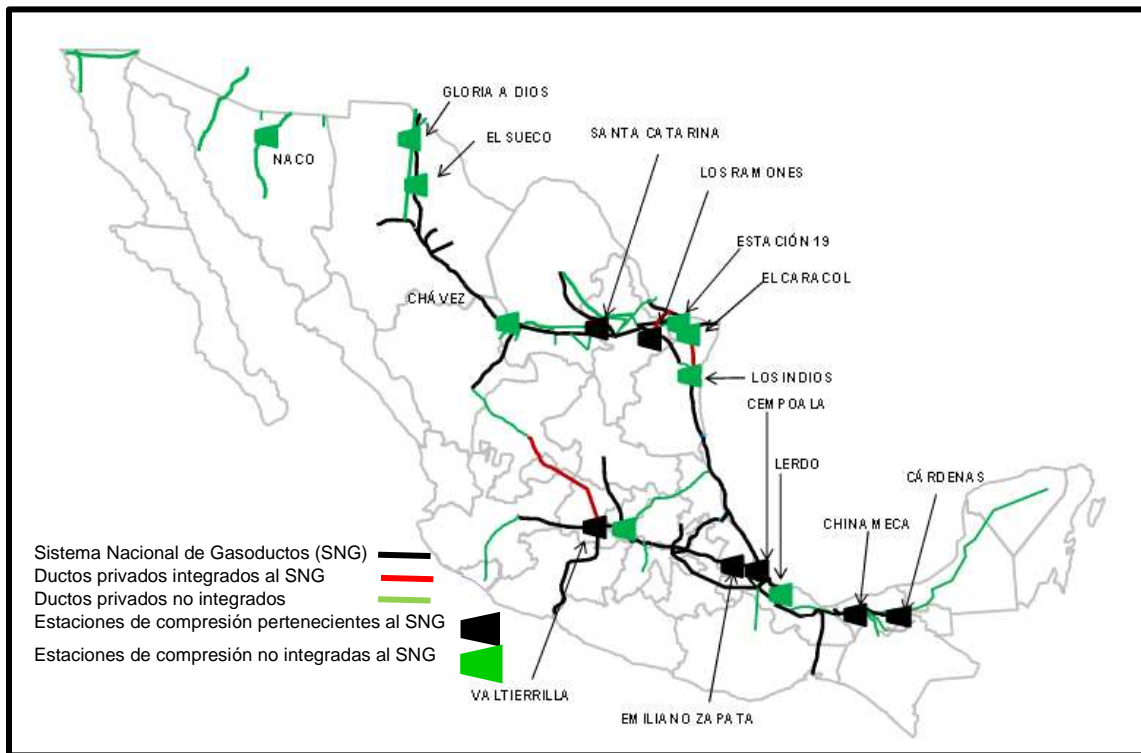 GLORIA A DIOS
SANTA CATARINA
EL SUECO
NACO
LOS RAMONES
ESTACIÓN 19
EL CARACOL
CHÁVEZ
LOS INDIOS
CEMPOALA
LERDO
CÁRDENAS
CHINAMECA
Sistema Nacional de Gasoductos (SNG)
Ductos privados integrados al SNG
Ductos privados no integrados
Estaciones de compresión pertenecientes al SNG
Estaciones de compresión no integradas al SNG
VALTIERRILLA
EMILIANO ZAPATA